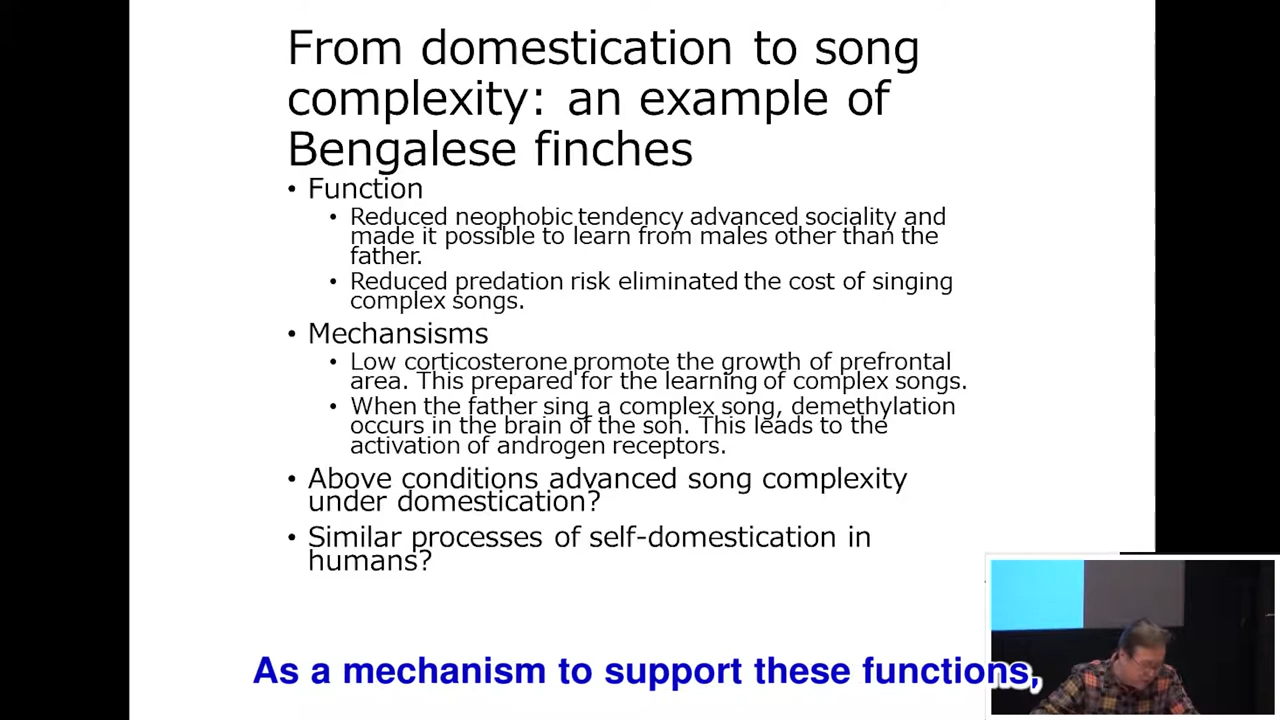 From domestication to song
complexity: an example of
Bengalese finches
• Function
• Reduced neophobic tendency advanced sociality and
made it possible to learn from males other than the
father.
• Reduced predation risk eliminated the cost of singing
complex songs.
• Mechansisms
• Low corticosterone promote the growth of prefrontal
area. This prepared for the learning of complex songs.
• When the father sing a complex song, demethylation
occurs in the brain of the son. This leads to the
activation of androgen receptors.
• Above conditions advanced song complexity
under domestication?
• Similar processes of self-domestication in
humans?
As a mechanism to support these functions,